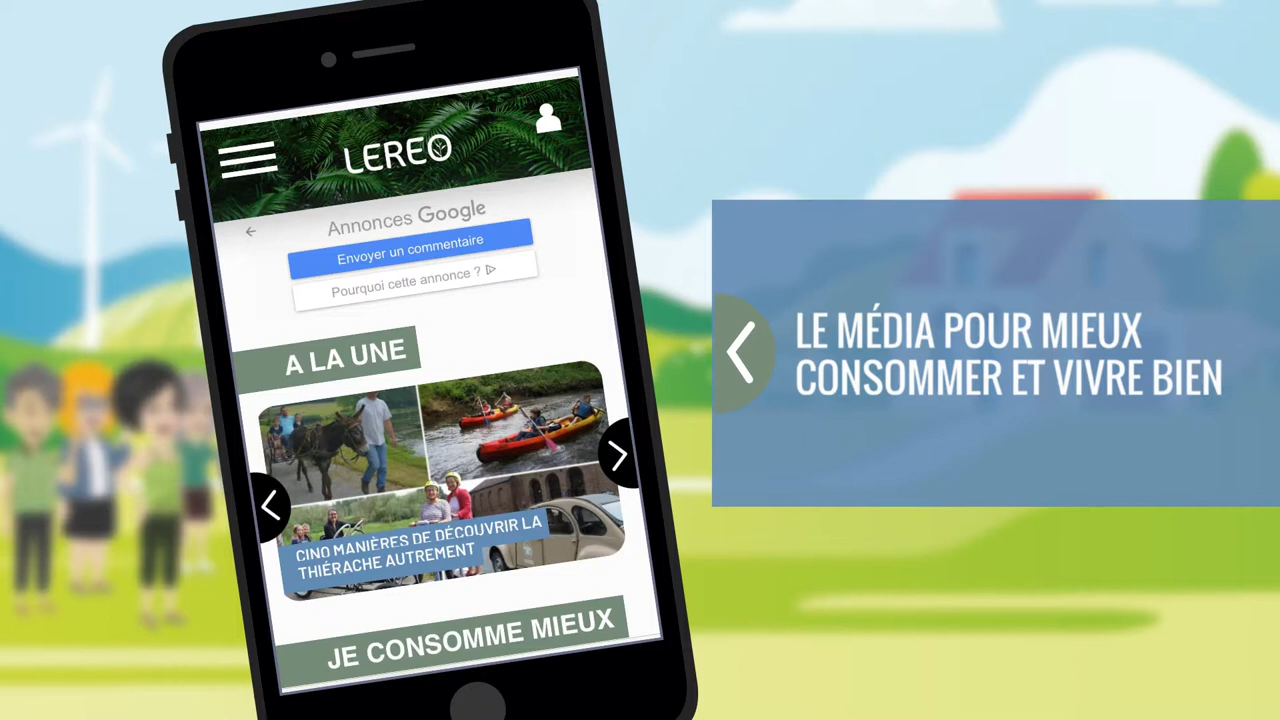 LEREO
Annonces Google
Envoyer un commentaire
Pourquoi cette annonce ?
A LA UNE
CINQ MANIÈRES DE DÉCOUVRIR LA
THIÉRACHE AUTREMENT
JE CONSOMME MIEUX
LE MÉDIA POUR MIEUX
CONSOMMER ET VIVRE BIEN